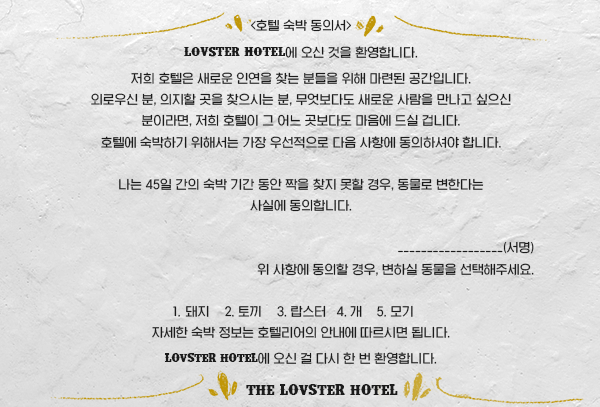 <호텔 숙박 동의서>
LOVSTER HOTEL에 오신 것을 환영합니다.
저희 호텔은 새로운 인연을 찾는 분들을 위해 마련된 공간입니다.
외로우신 분, 의지할 곳을 찾으시는 분, 무엇보다도 새로운 사람을 만나고 싶으신
분이라면, 저희 호텔이 그 어느 곳보다도 마음에 드실 겁니다.
호텔에 숙박하기 위해서는 가장 우선적으로 다음 사항에 동의하셔야 합니다.
나는 45일 간의 숙박 기간 동안 짝을 찾지 못할 경우, 동물로 변한다는
사실에 동의합니다.
__________________(서명)
위 사항에 동의할 경우, 변하실 동물을 선택해주세요.
1. 돼지 2. 토끼 3. 랍스터 4. 개 5. 모기
자세한 숙박 정보는 호텔리어의 안내에 따르시면 됩니다.
LOVSTER HOTEL에 오신 걸 다시 한 번 환영합니다.
THE LOVSTER HOTEL